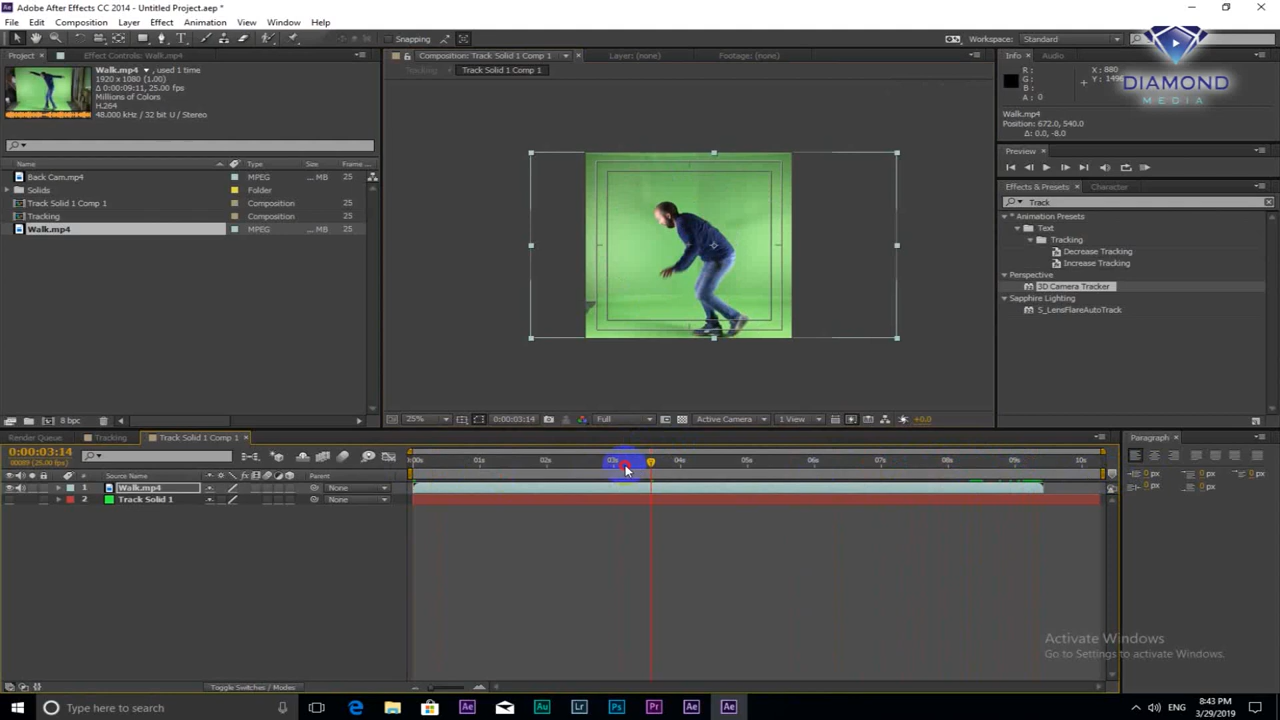 Adobe After Effects CC 2014 - Untitled Project.aep *
File Edit Composition Layer Effect Animation View Window Help
Snapping
Workspace: Standard
Project
Effect Controls: Walk.mp4
Composition: Track Solid 1 Comp 1
Layer: (none)
Footage: (none)
Info
Audio
Tracking
Track Solid 1 Comp 1
DIAMOND
MEDIA
Walk.mp4 , used 1 time
1920 x 1080 (1.00)
Δ 0:00:09:11, 25.00 fps
Millions of Colors
H.264
48.000 kHz / 32 bit U / Stereo
R :
G :
B :
A : 0
X : 880
Walk.mp4
Position: 672.0, 540.0
Δ: 0.0, -8.0
Preview
Name Type Size Frame ...
Back Cam.mp4 MPEG ... MB 25
Solids Folder
Track Solid 1 Comp 1 Composition 25
Tracking Composition 25
Walk.mp4 MPEG ... MB 25
Effects & Presets
Character
Track
* Animation Presets
Text
Tracking
Decrease Tracking
Increase Tracking
Perspective
3D Camera Tracker
Sapphire Lighting
S_LensFlareAutoTrack
8 bpc
25%
0:00:03:14
Full
Active Camera
1 View
+0.0
Render Queue
Tracking
Track Solid 1 Comp 1
Paragraph
0:00:03:14
00089 (25.00 fps)
:00s 01s 02s 03s 04s 05s 06s 07s 08s 09s 10s
# Source Name Parent
1 Walk.mp4 None
2 Track Solid 1 None
0 px 0 px 0 px
0 px 0 px
Toggle Switches / Modes
Activate Windows
Go to Settings to activate Windows.
Type here to search
ENG
8:43 PM
3/29/2019